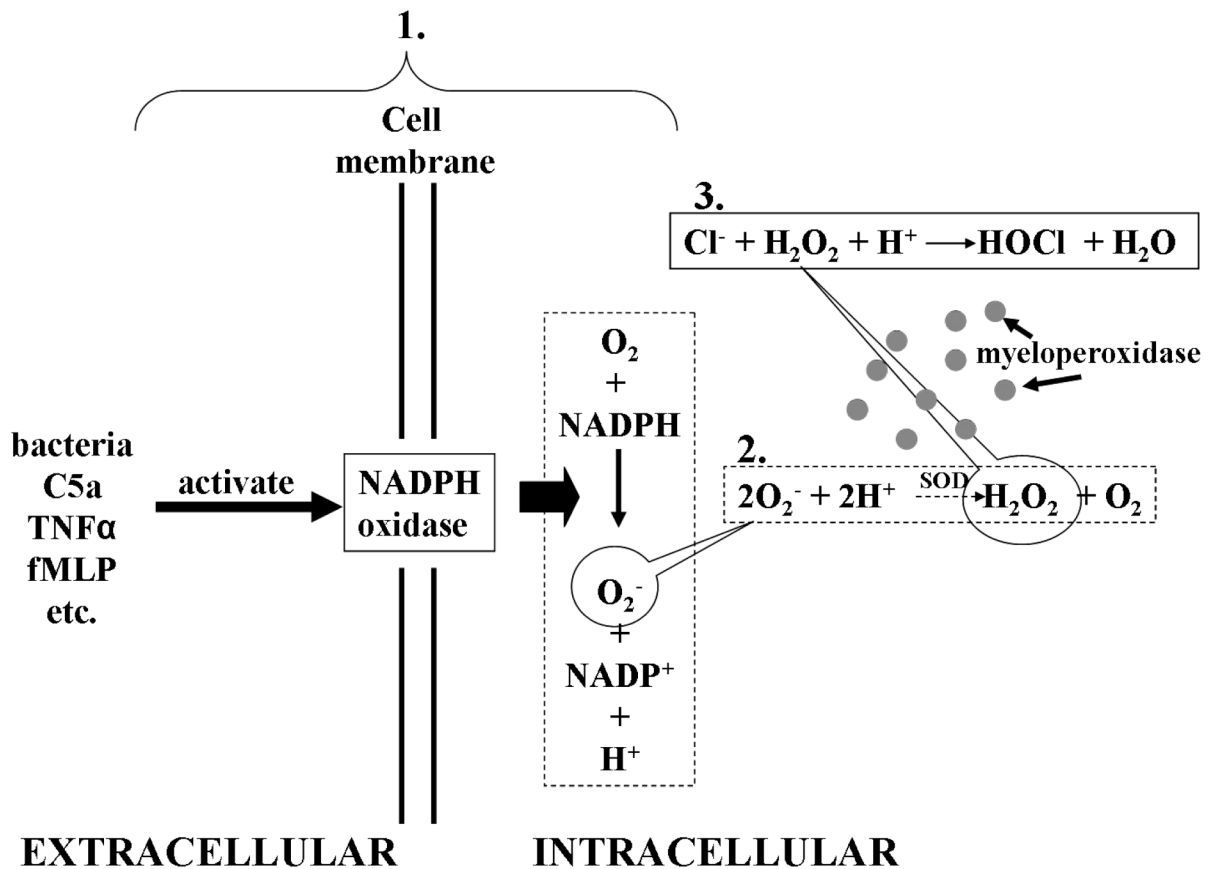 1.
Cell
membrane
3.
Cl⁻ + H₂O₂ + H⁺ → HOCl + H₂O
myeloperoxidase
O₂
+
NADPH
O₂⁻
+
NADP⁺
+
H⁺
2.
2O₂⁻ + 2H⁺ SOD → H₂O₂ + O₂
bacteria
C5a
TNFα
fMLP
etc.
activate
NADPH
oxidase
EXTRACELLULAR
INTRACELLULAR